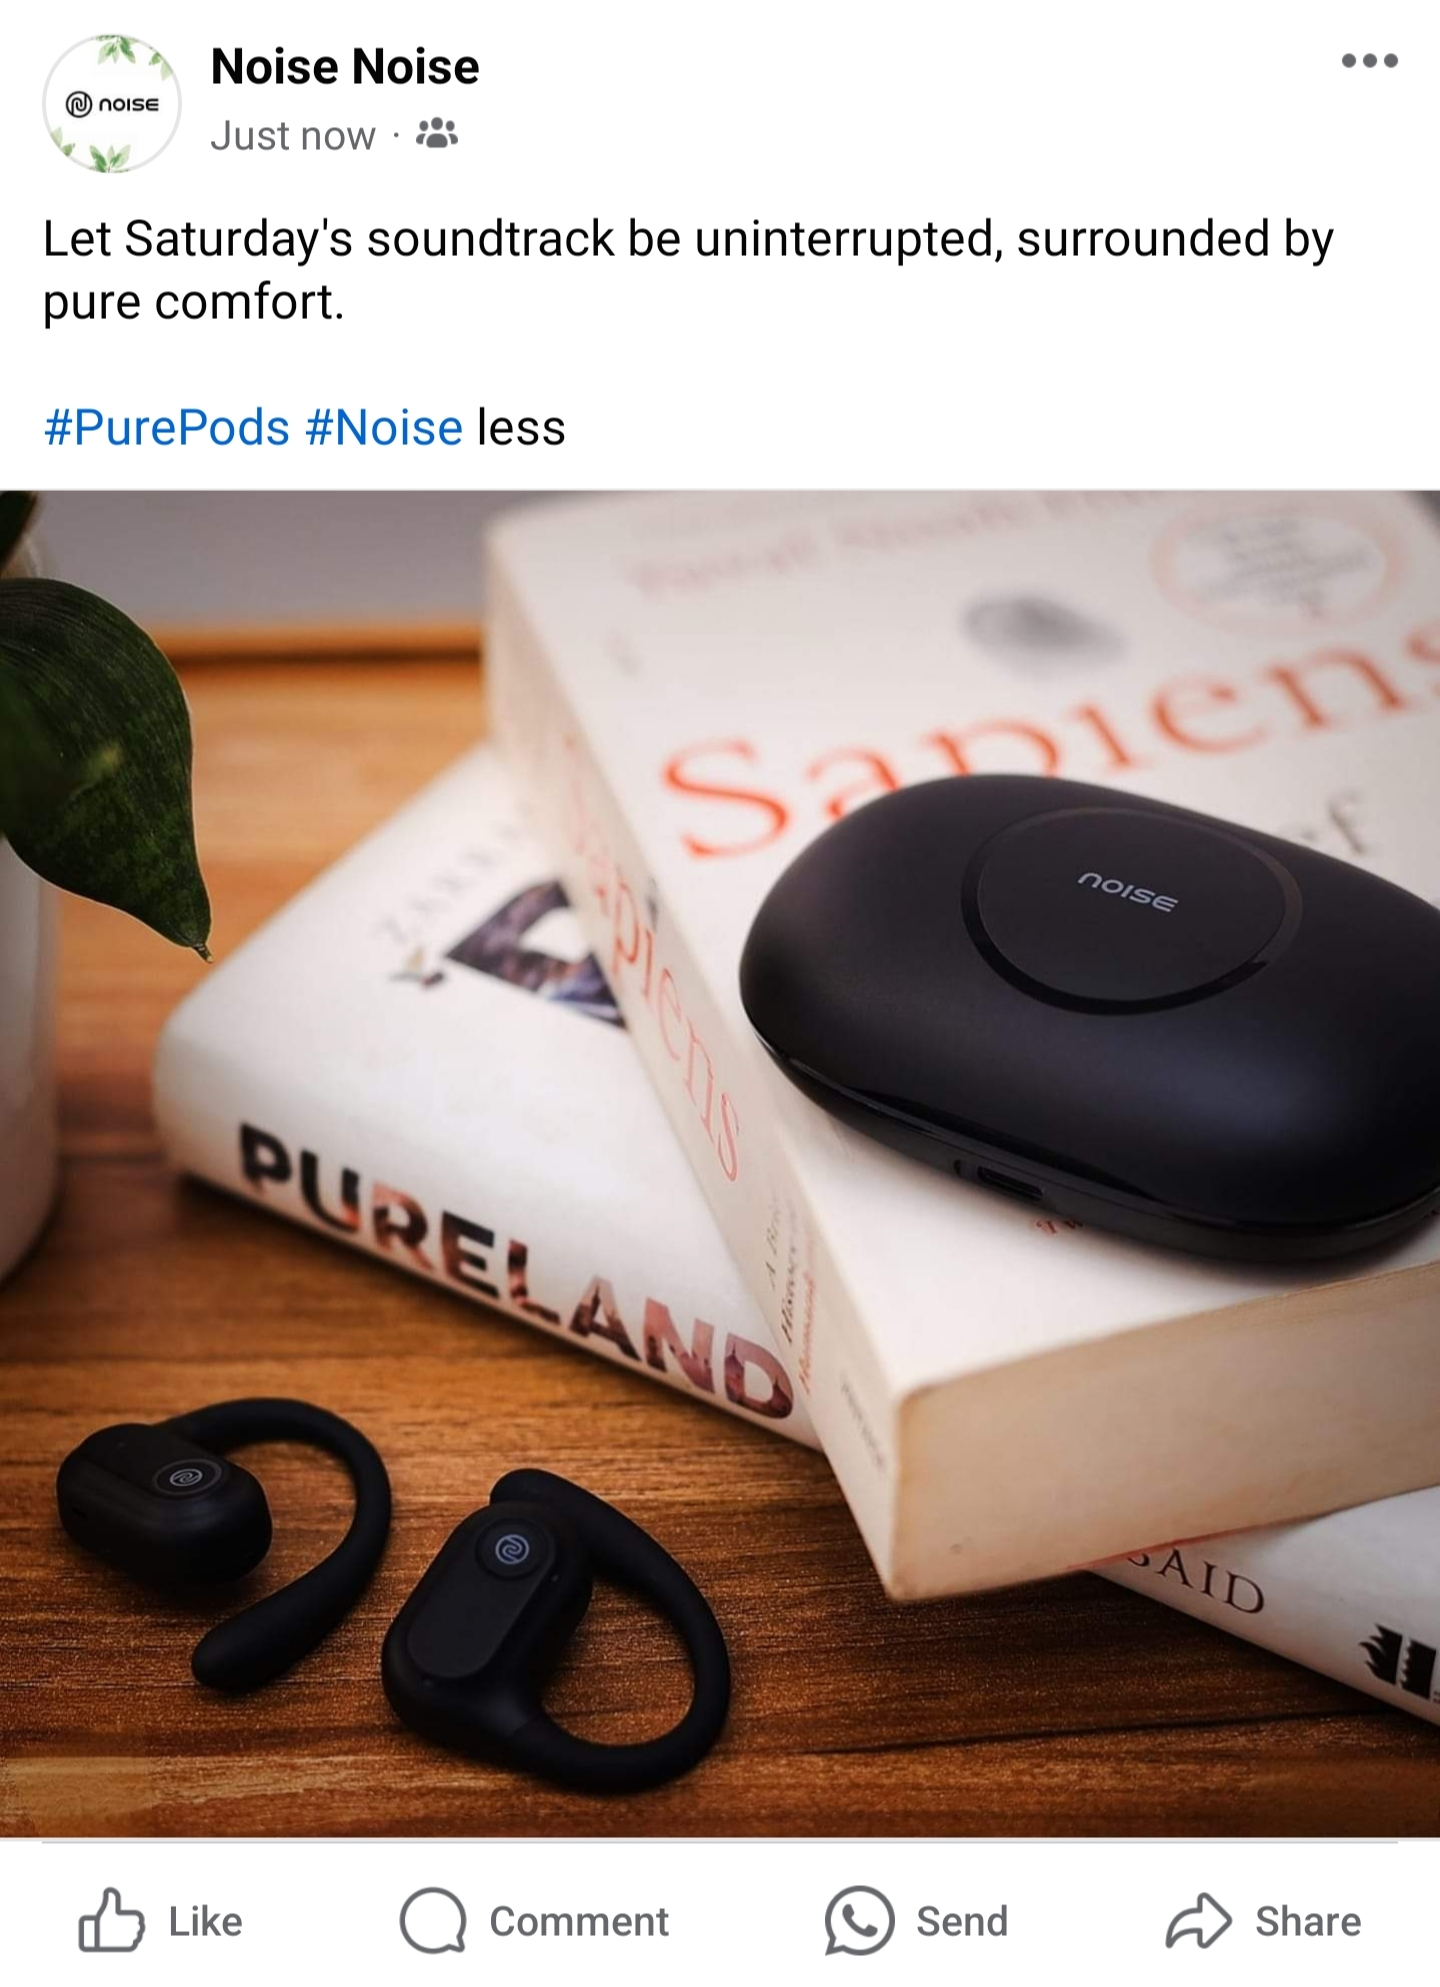 NOISE
Noise Noise
Just now ·
Let Saturday's soundtrack be uninterrupted, surrounded by
pure comfort.
#PurePods #Noise less
Sapiens
NOISE
Sapiens
PURELAND
SAID
Like
Comment
Send
Share